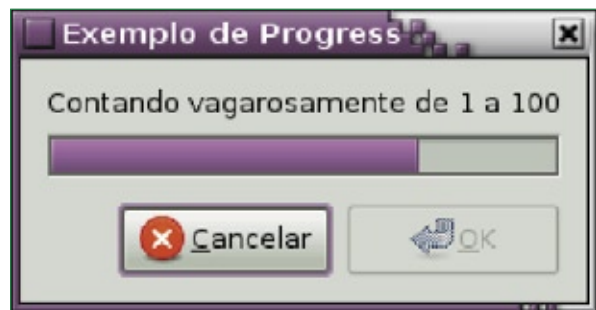 Exemplo de Progress
Contando vagarosamente de 1 a 100
Cancelar
OK